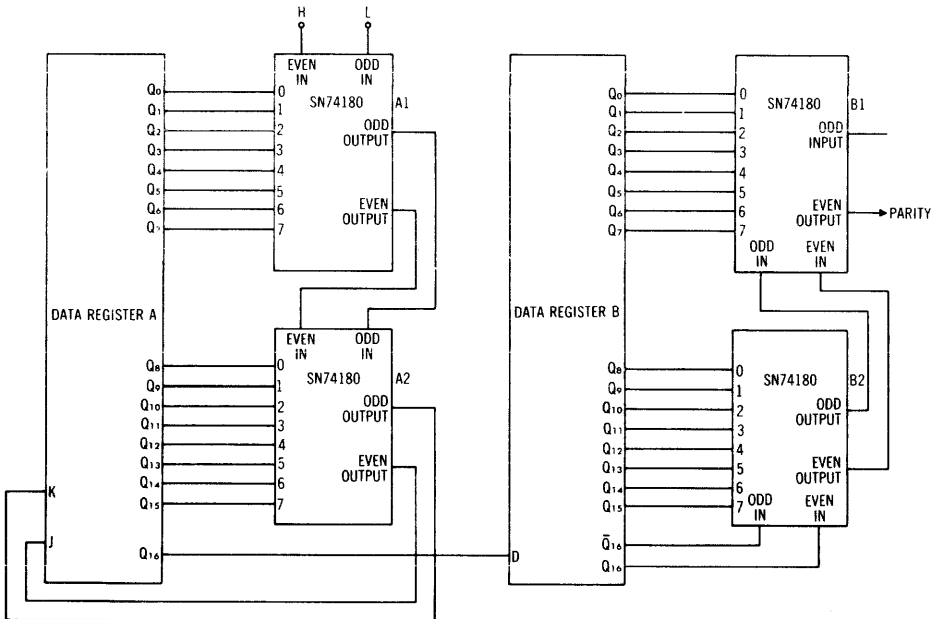 H L
EVEN IN
ODD IN
SN74180
A1
Q0 0
Q1 1
Q2 2
Q3 3
Q4 4
Q5 5
Q6 6
Q7 7
ODD OUTPUT
EVEN OUTPUT
DATA REGISTER A
EVEN IN
ODD IN
SN74180
A2
Q8 0
Q9 1
Q10 2
Q11 3
Q12 4
Q13 5
Q14 6
Q15 7
ODD OUTPUT
EVEN OUTPUT
K
J
Q16
D
DATA REGISTER B
Q0 0
Q1 1
Q2 2
Q3 3
Q4 4
Q5 5
Q6 6
Q7 7
SN74180
B1
ODD INPUT
EVEN OUTPUT
PARITY
ODD IN
EVEN IN
Q8 0
Q9 1
Q10 2
Q11 3
Q12 4
Q13 5
Q14 6
Q15 7
SN74180
B2
ODD OUTPUT
EVEN OUTPUT
ODD IN
EVEN IN
Q̅16
Q16